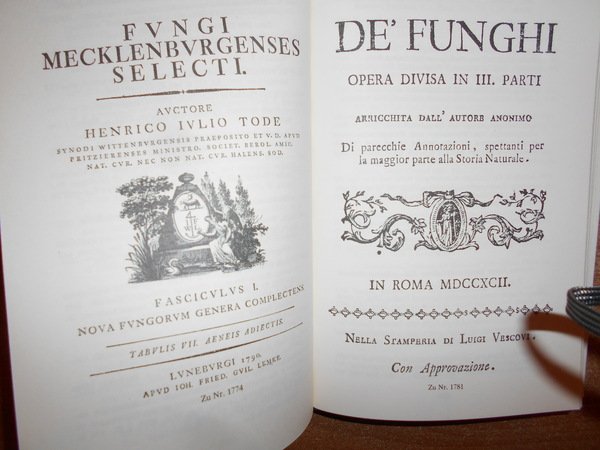 FVNGI
MECKLENBVRGENSES
SELECTI.
AVCTORE
HENRICO IVLIO TODE
SYNODI WITTENBVRGENSIS PRAEPOSITO ET V. D. APVD
PRITZIERENSES MINISTRO, SOCIET. BEROL. AMIC.
NAT. CVR. NEC NON NAT. CVR. HALENS. SOD.
FASCICVLVS I.
NOVA FVNGORVM GENERA COMPLECTENS
TABVLIS VII. AENEIS ADIECTIS.
LVNEBVRGI 1790.
APVD IOH. FRIED. GVIL. LEMKE.
Zu Nr. 1774
DE' FUNGHI
OPERA DIVISA IN III. PARTI
ARRICCHITA DALL' AUTORE ANONIMO
Di parecchie Annotazioni, spettanti per
la maggior parte alla Storia Naturale.
IN ROMA MDCCXCII.
NELLA STAMPERIA DI LUIGI VESCOVI.
Con Approvazione.
Zu Nr. 1781